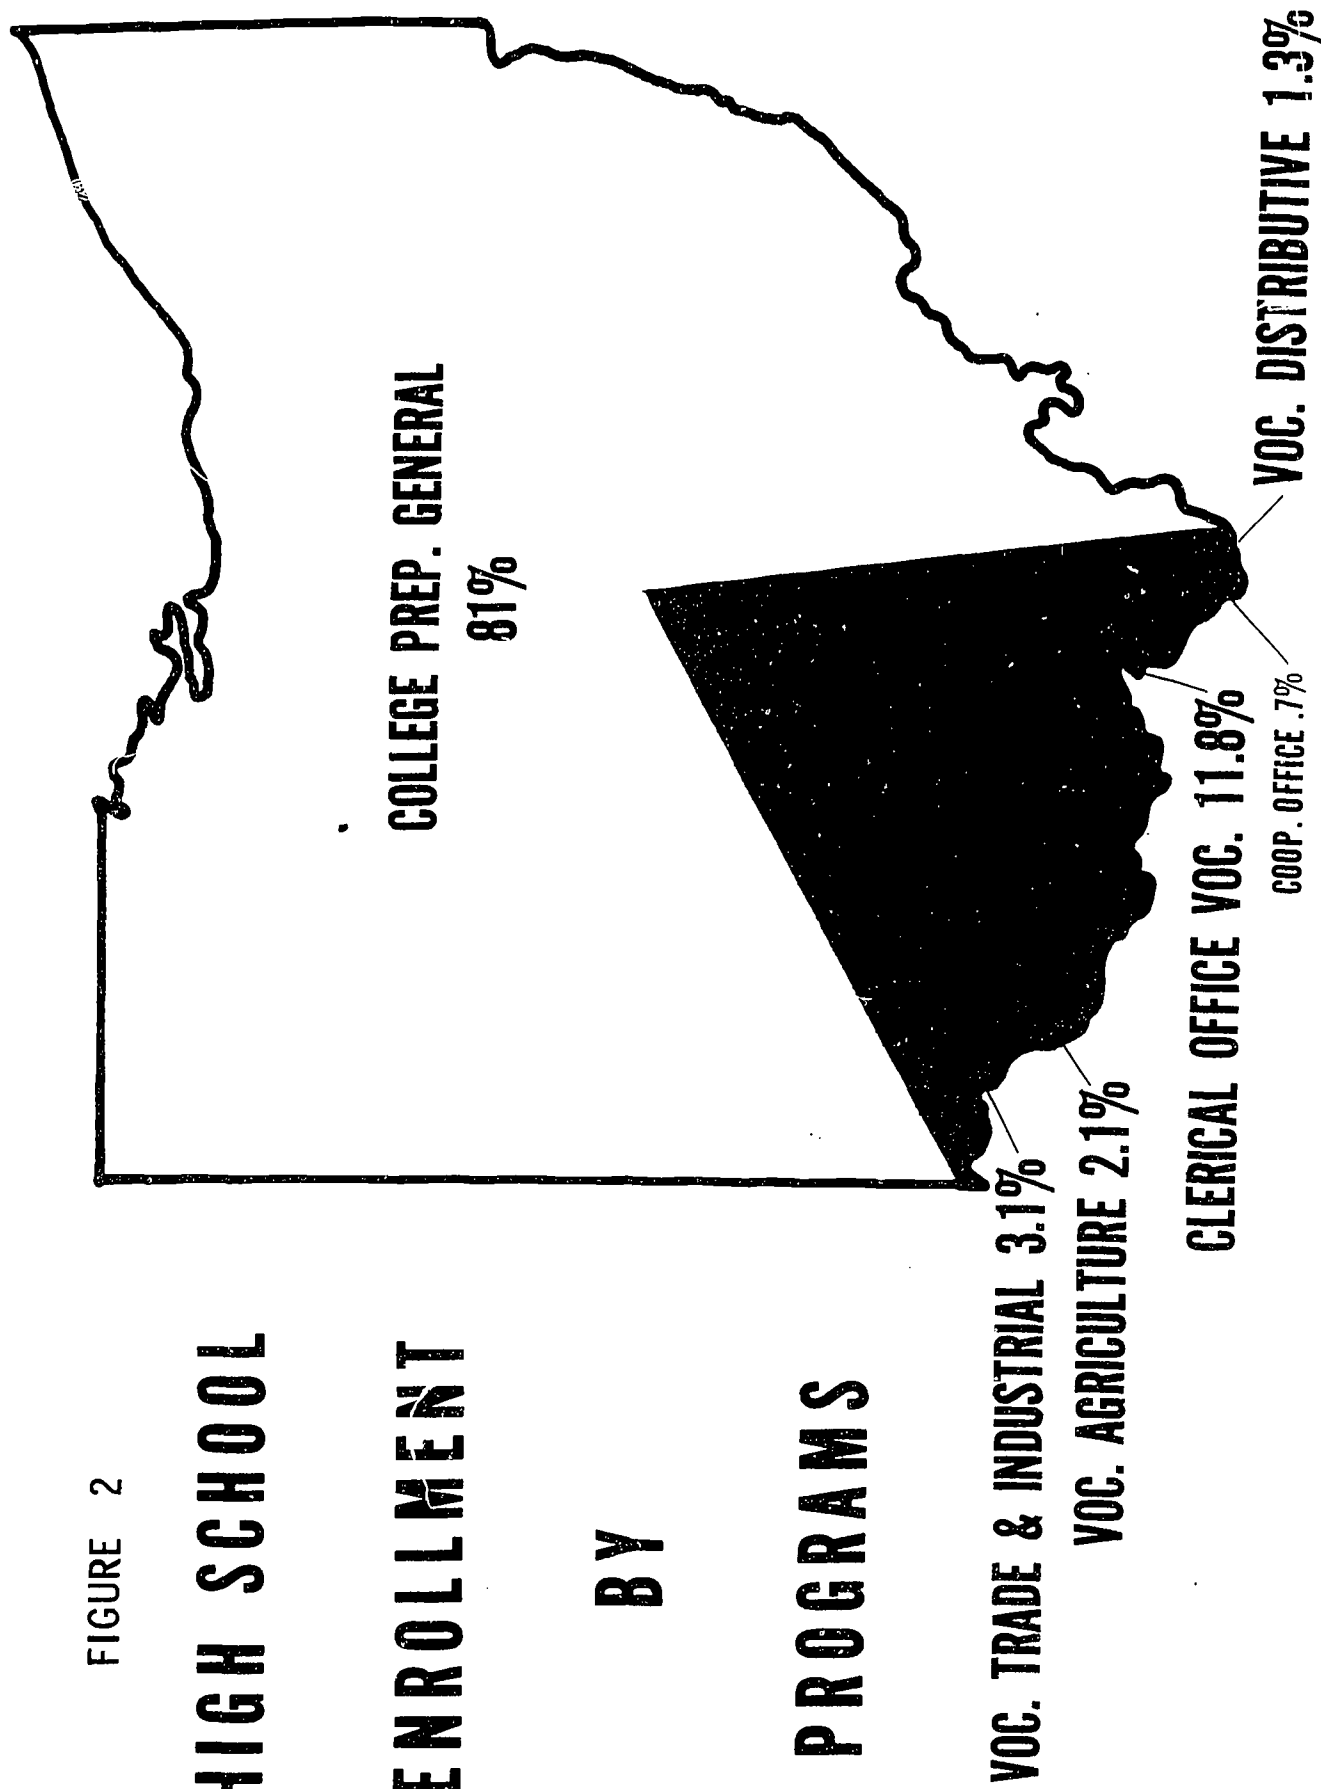 FIGURE 2
HIGH SCHOOL
ENROLLMENT
BY
PROGRAMS
COLLEGE PREP. GENERAL
81%
VOC. TRADE & INDUSTRIAL 3.1%
VOC. AGRICULTURE 2.1%
CLERICAL OFFICE VOC. 11.8%
COOP. OFFICE .7%
VOC. DISTRIBUTIVE 1.3%